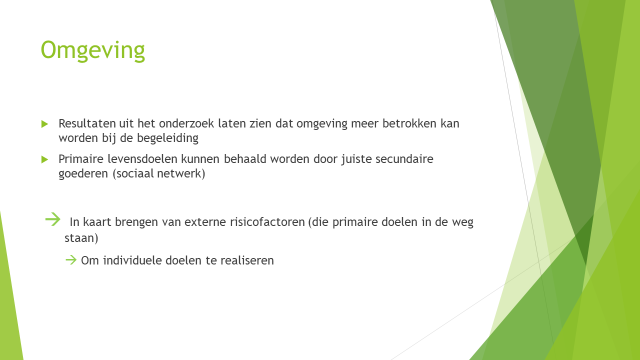 Omgeving
Resultaten uit het onderzoek laten zien dat omgeving meer betrokken kan
worden bij de begeleiding
Primaire levensdoelen kunnen behaald worden door juiste secundaire
goederen (sociaal netwerk)
→ In kaart brengen van externe risicofactoren (die primaire doelen in de weg
staan)
→ Om individuele doelen te realiseren